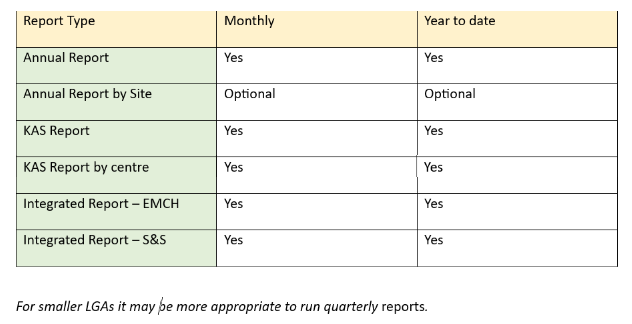 Report Type Monthly Year to date
Annual Report Yes Yes
Annual Report by Site Optional Optional
KAS Report Yes Yes
KAS Report by centre Yes Yes
Integrated Report – EMCH Yes Yes
Integrated Report – S&S Yes Yes
For smaller LGAs it may be more appropriate to run quarterly reports.